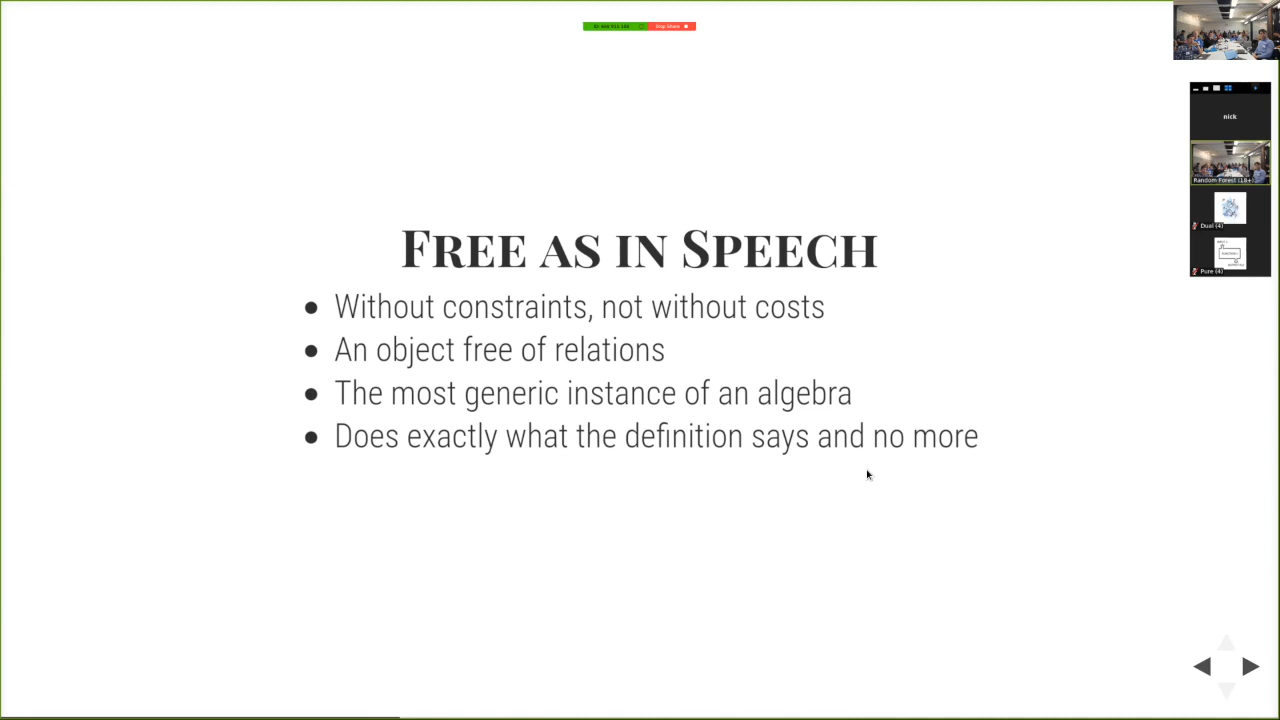 Stop Share
nick
Random Forest (18+)
Dual (4)
Pure (4)
Free as in Speech
Without constraints, not without costs
An object free of relations
The most generic instance of an algebra
Does exactly what the definition says and no more